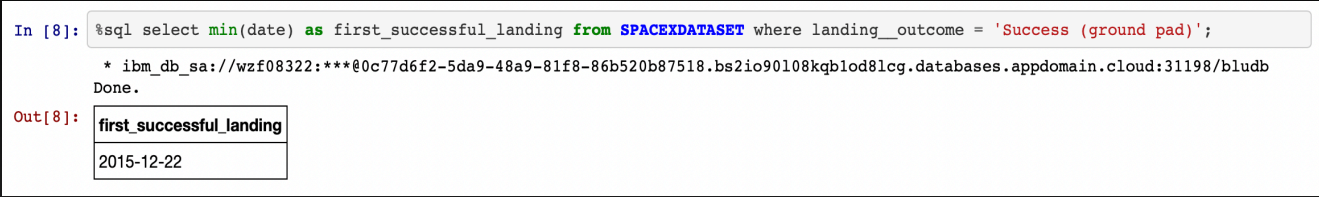 In [8]: %sql select min(date) as first_successful_landing from SPACEXDATASET where landing__outcome = 'Success (ground pad)';
* ibm_db_sa://wzf08322:***@0c77d6f2-5da9-48a9-81f8-86b520b87518.bs2io90l08kqb1od8lcg.databases.appdomain.cloud:31198/bludb
Done.
Out[8]: first_successful_landing
2015-12-22